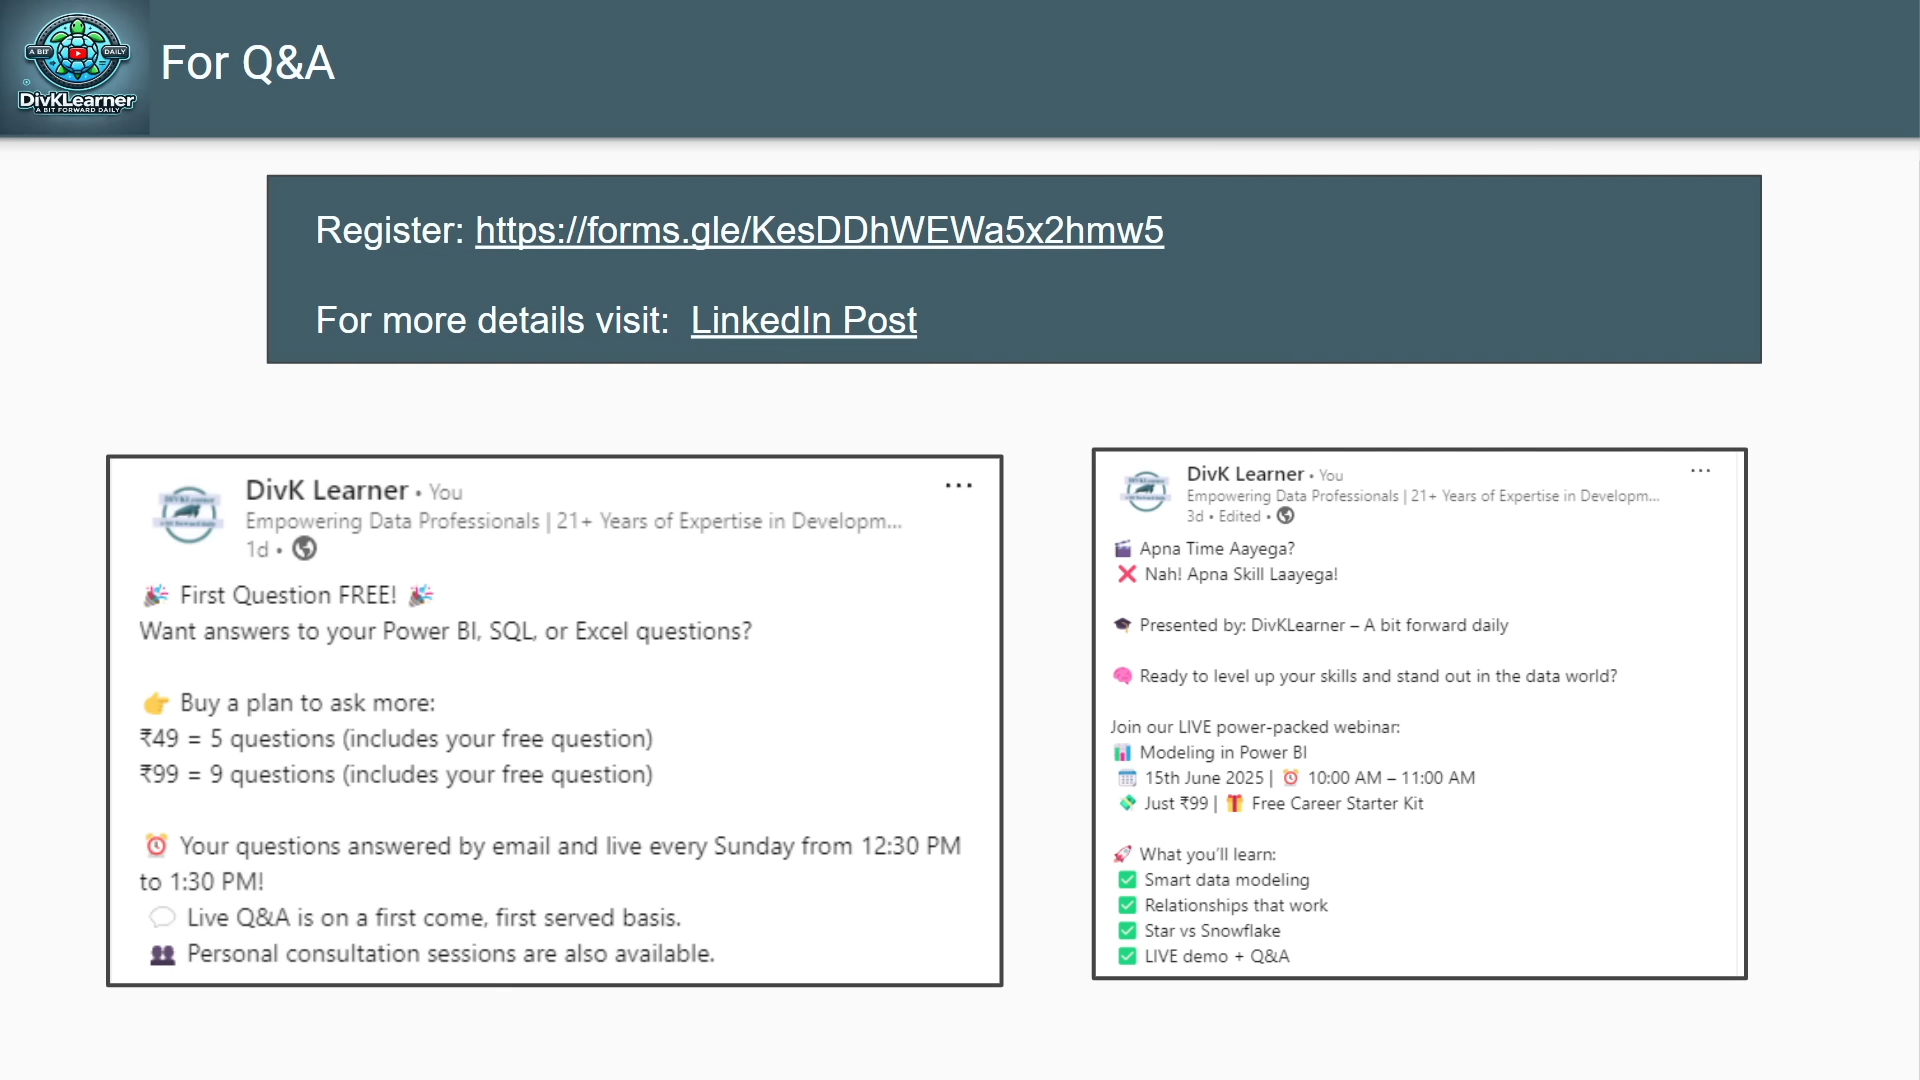 A BIT DAILY
DivKLearner
A BIT FORWARD DAILY
For Q&A
Register: https://forms.gle/KesDDhWEWa5x2hmw5
For more details visit: LinkedIn Post
DivK Learner • You
Empowering Data Professionals | 21+ Years of Expertise in Developm...
1d •
🎉 First Question FREE! 🎉
Want answers to your Power BI, SQL, or Excel questions?
👉 Buy a plan to ask more:
₹49 = 5 questions (includes your free question)
₹99 = 9 questions (includes your free question)
⏰ Your questions answered by email and live every Sunday from 12:30 PM
to 1:30 PM!
💬 Live Q&A is on a first come, first served basis.
👥 Personal consultation sessions are also available.
DivK Learner • You
Empowering Data Professionals | 21+ Years of Expertise in Developm...
3d • Edited •
🎬 Apna Time Aayega?
❌ Nah! Apna Skill Laayega!
🎓 Presented by: DivKLearner – A bit forward daily
🧠 Ready to level up your skills and stand out in the data world?
Join our LIVE power-packed webinar:
📊 Modeling in Power BI
📅 15th June 2025 | ⏰ 10:00 AM – 11:00 AM
💸 Just ₹99 | 🎁 Free Career Starter Kit
🚀 What you'll learn:
✅ Smart data modeling
✅ Relationships that work
✅ Star vs Snowflake
✅ LIVE demo + Q&A